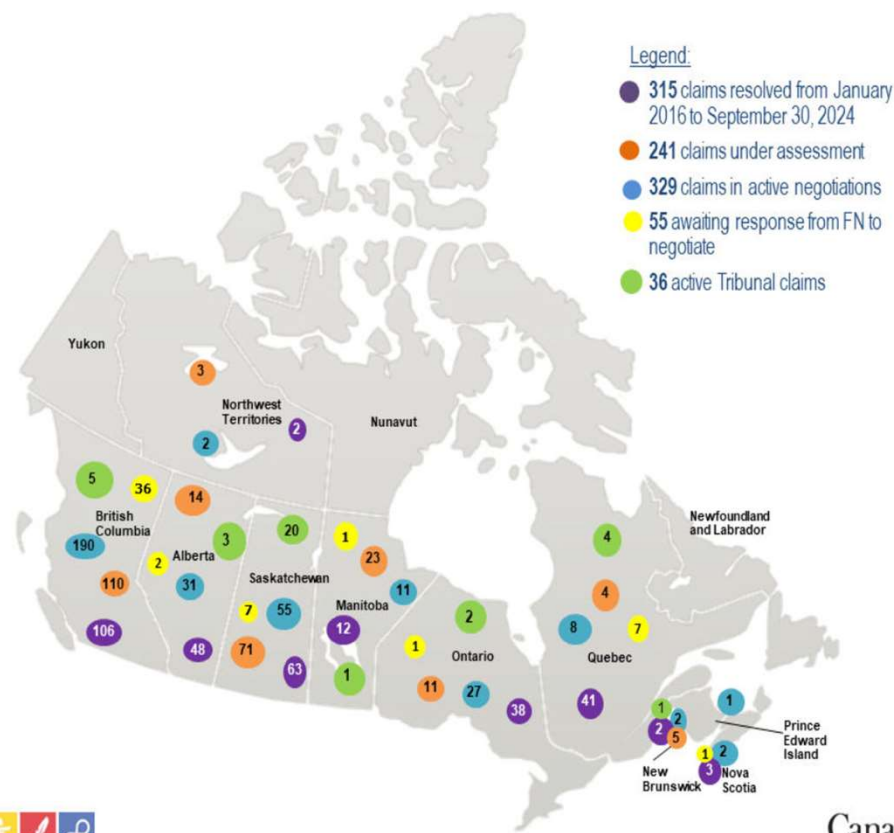 Legend:
315 claims resolved from January
2016 to September 30, 2024
241 claims under assessment
329 claims in active negotiations
55 awaiting response from FN to
negotiate
36 active Tribunal claims
Yukon
3
Northwest
Territories
2
2
Nunavut
5
36
British
Columbia
190
110
106
14
3
2
Alberta
31
48
20
Saskatchewan
7
55
71
63
1
23
11
Manitoba
12
1
2
1
Ontario
11
27
38
4
4
8
7
Quebec
41
Newfoundland
and Labrador
1
2
2
5
New
Brunswick
1
Prince
Edward
Island
1
2
3
Nova
Scotia